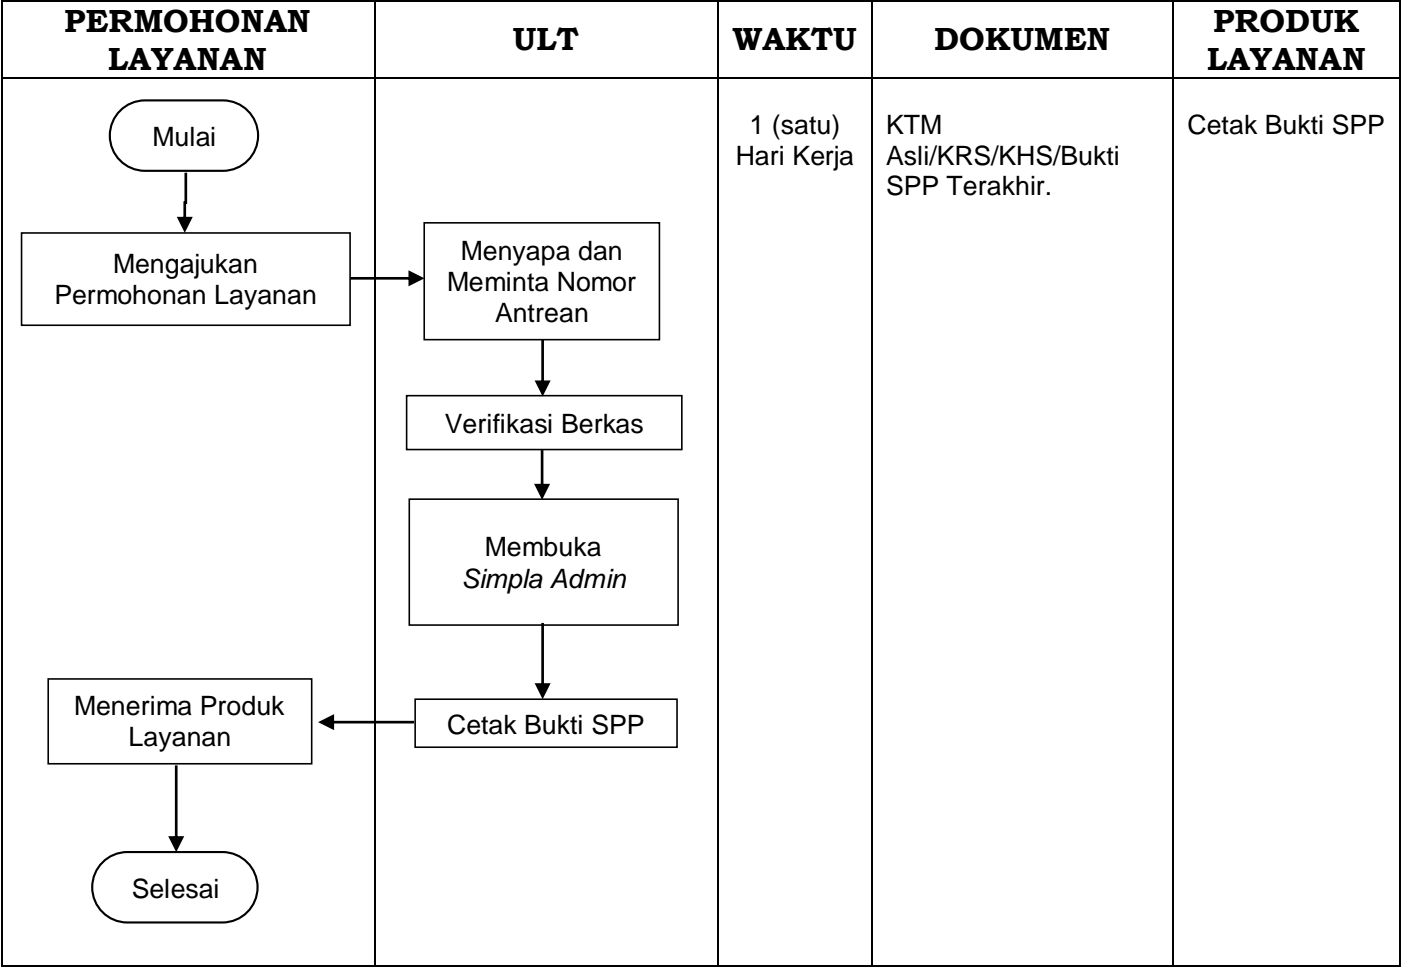 PERMOHONAN
LAYANAN
ULT
WAKTU
DOKUMEN
PRODUK
LAYANAN
Mulai
Mengajukan
Permohonan Layanan
Menyapa dan
Meminta Nomor
Antrean
Verifikasi Berkas
Membuka
Simpla Admin
Cetak Bukti SPP
Menerima Produk
Layanan
Selesai
1 (satu)
Hari Kerja
KTM
Asli/KRS/KHS/Bukti
SPP Terakhir.
Cetak Bukti SPP